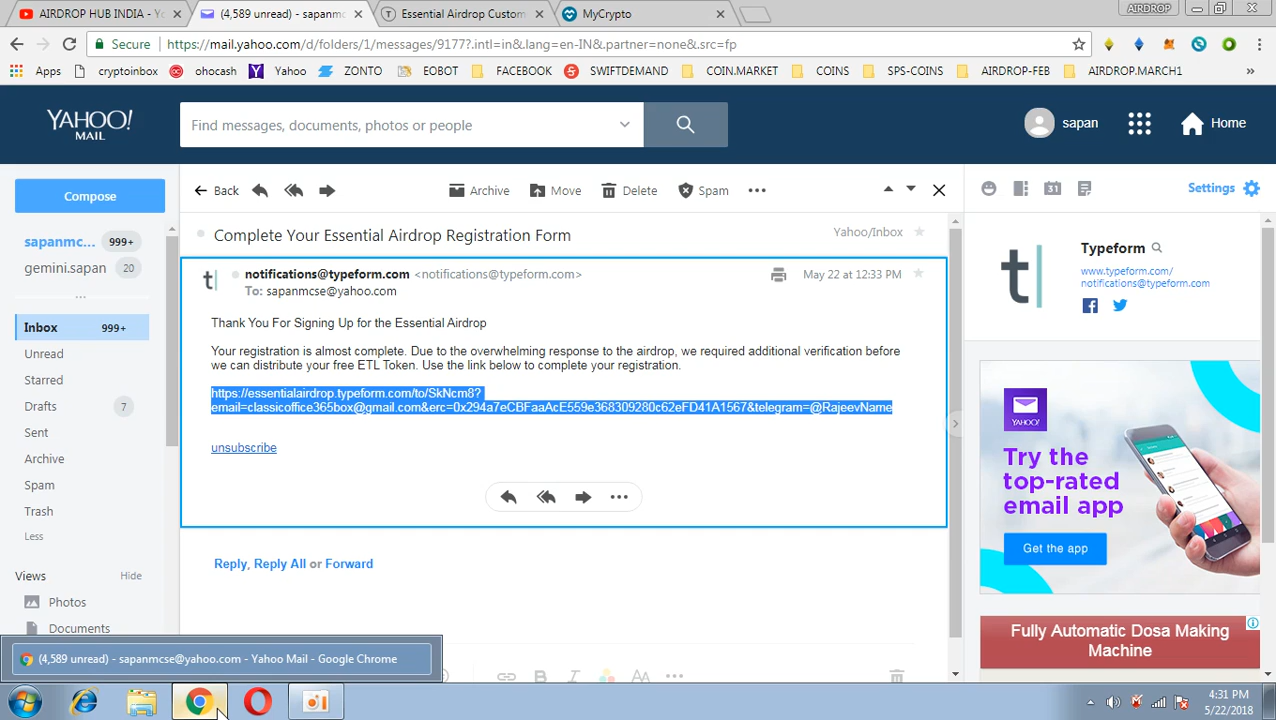 AIRDROP HUB INDIA - Y
(4,589 unread) - sapanm
Essential Airdrop Custom
MyCrypto
AIRDROP
Secure
https://mail.yahoo.com/d/folders/1/messages/9177?.intl=in&.lang=en-IN&.partner=none&.src=fp
Apps
cryptoinbox
ohocash
Yahoo
ZONTO
EOBOT
FACEBOOK
SWIFTDEMAND
COIN.MARKET
COINS
SPS-COINS
AIRDROP-FEB
AIRDROP.MARCH1
YAHOO!
MAIL
Find messages, documents, photos or people
sapan
Home
Compose
sapanmc... 999+
gemini.sapan 20
Inbox 999+
Unread
Starred
Drafts 7
Sent
Archive
Spam
Trash
Less
Views Hide
Photos
Documents
Back
Archive
Move
Delete
Spam
Complete Your Essential Airdrop Registration Form
Yahoo/Inbox
notifications@typeform.com <notifications@typeform.com>
May 22 at 12:33 PM
To: sapanmcse@yahoo.com
Thank You For Signing Up for the Essential Airdrop
Your registration is almost complete. Due to the overwhelming response to the airdrop, we required additional verification before
we can distribute your free ETL Token. Use the link below to complete your registration.
https://essentialairdrop.typeform.com/to/SkNcm8?
email=classicoffice365box@gmail.com&erc=0x294a7eCBFaaAcE559e368309280c62eFD41A1567&telegram=@RajeevName
unsubscribe
Reply, Reply All or Forward
Settings
31
Typeform
www.typeform.com/
notifications@typeform.com
YAHOO!
Try the
top-rated
email app
Get the app
Fully Automatic Dosa Making
Machine
(4,589 unread) - sapanmcse@yahoo.com - Yahoo Mail - Google Chrome
4:31 PM
5/22/2018